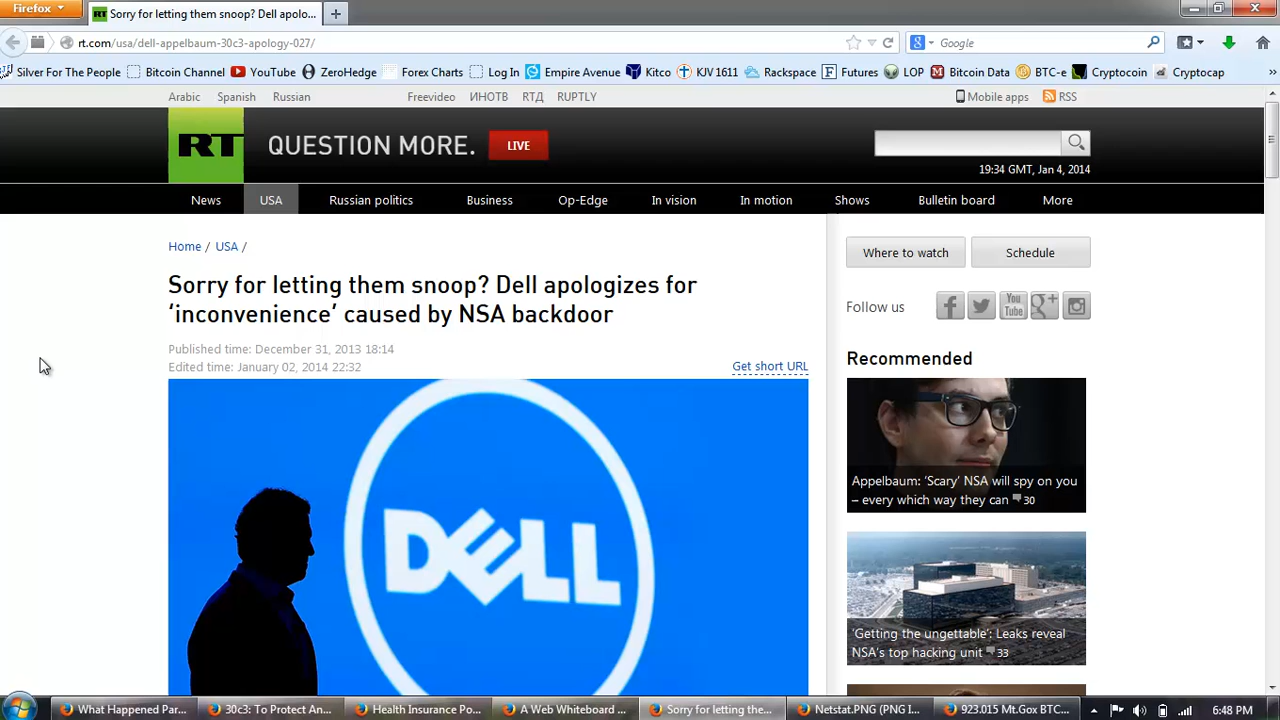 Firefox
Sorry for letting them snoop? Dell apolo...
rt.com/usa/dell-appelbaum-30c3-apology-027/
Google
Silver For The People
Bitcoin Channel
YouTube
ZeroHedge
Forex Charts
Log In
Empire Avenue
Kitco
KJV 1611
Rackspace
Futures
LOP
Bitcoin Data
BTC-e
Cryptocoin
Cryptocap
»
Arabic
Spanish
Russian
Freevideo
ИНОТВ
РТД
RUPTLY
Mobile apps
RSS
RT
QUESTION MORE.
LIVE
19:34 GMT, Jan 4, 2014
News
USA
Russian politics
Business
Op-Edge
In vision
In motion
Shows
Bulletin board
More
Home / USA /
Where to watch
Schedule
Sorry for letting them snoop? Dell apologizes for
‘inconvenience’ caused by NSA backdoor
Follow us
You
Tube
Published time: December 31, 2013 18:14
Edited time: January 02, 2014 22:32
Get short URL
Recommended
DELL
Appelbaum: ‘Scary’ NSA will spy on you
– every which way they can 30
‘Getting the ungettable’: Leaks reveal
NSA’s top hacking unit 33
What Happened Par...
30c3: To Protect An...
Health Insurance Po...
A Web Whiteboard ...
Sorry for letting the...
Netstat.PNG (PNG I...
923.015 Mt.Gox BTC...
6:48 PM